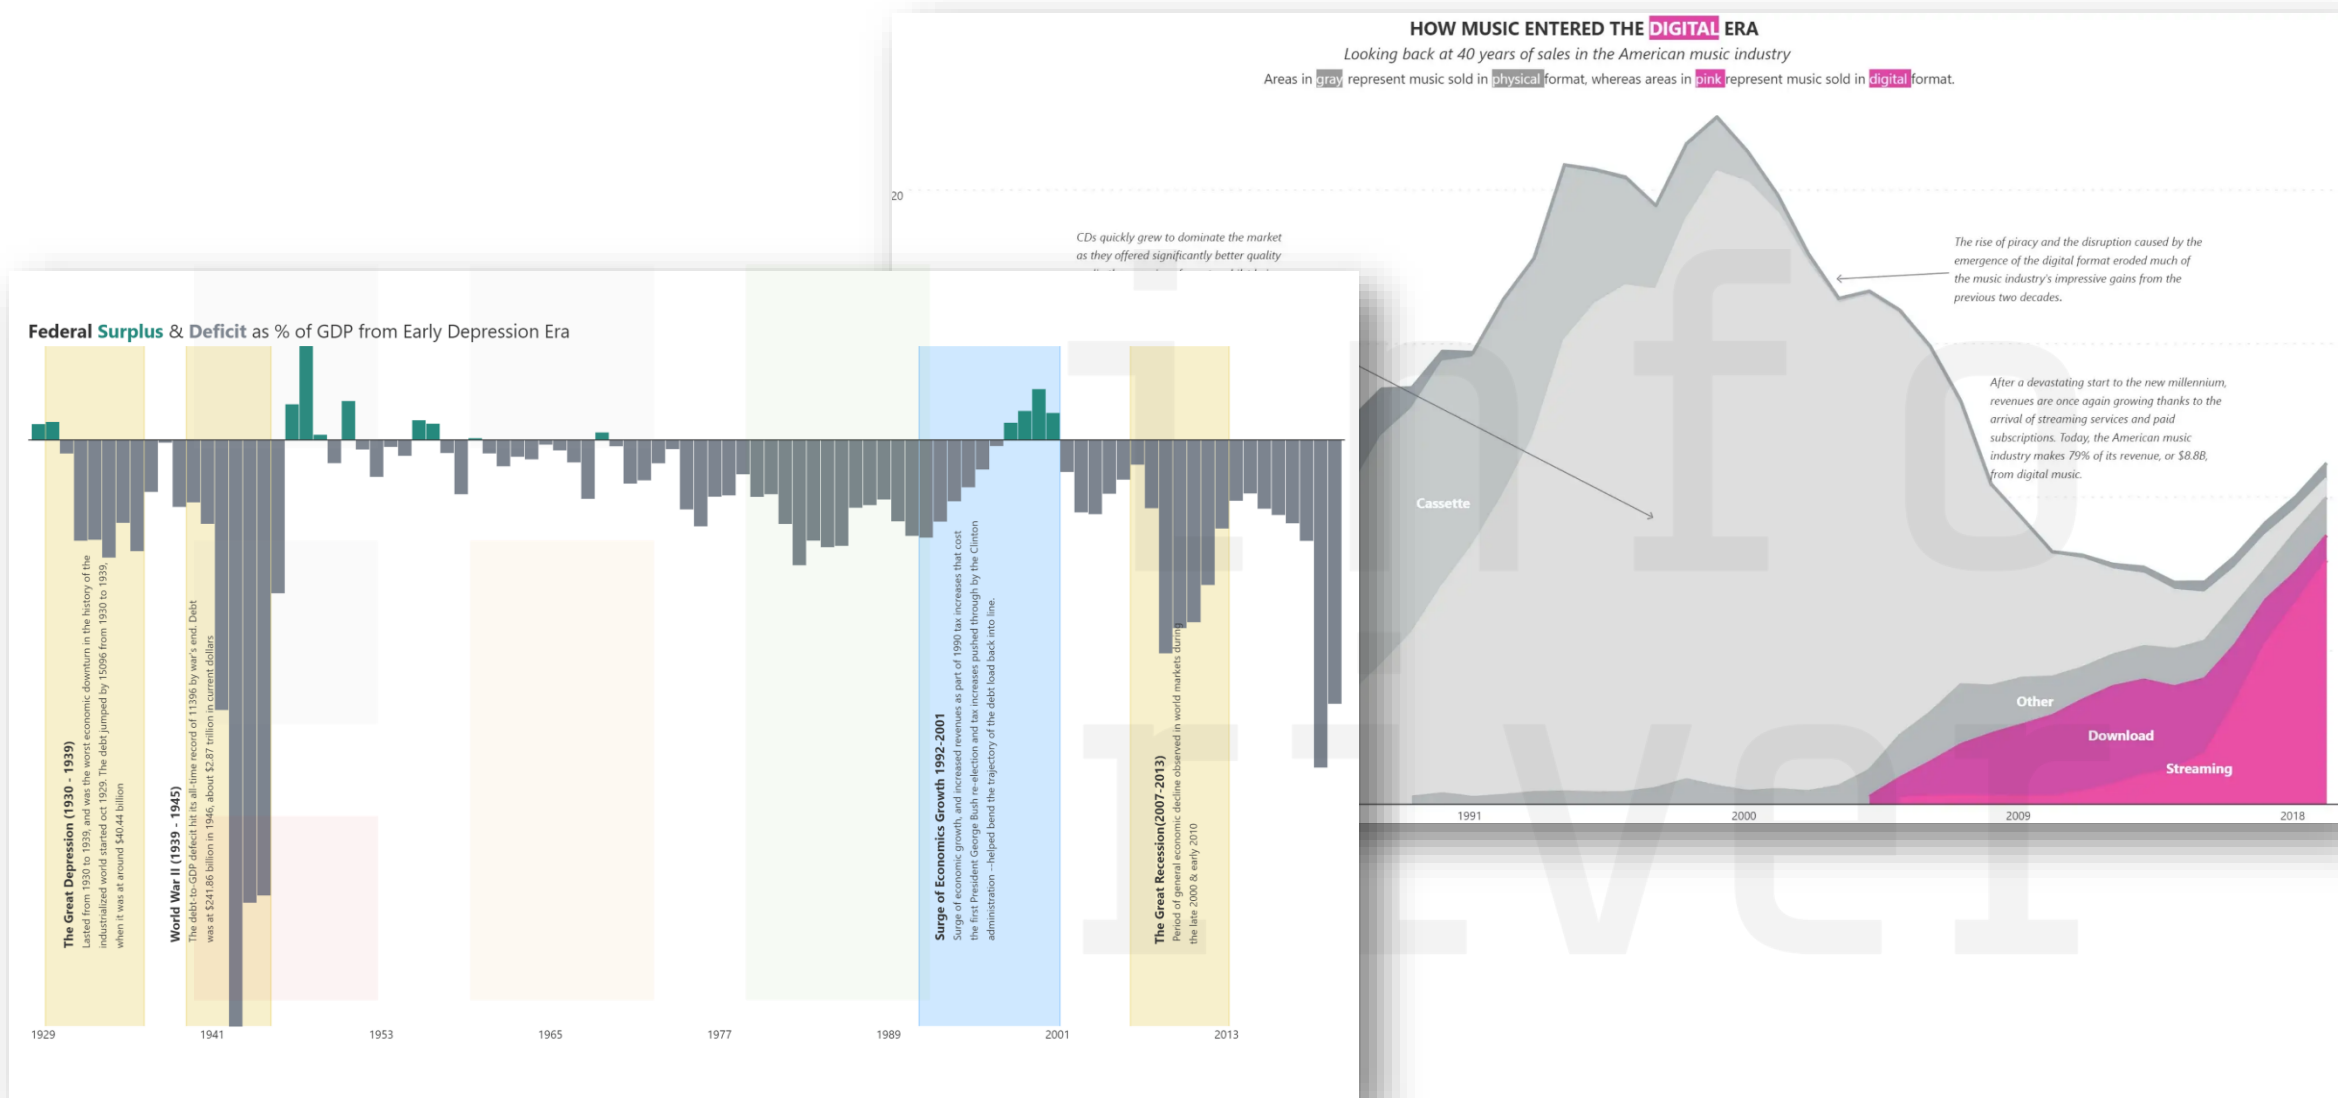 HOW MUSIC ENTERED THE DIGITAL ERA
Looking back at 40 years of sales in the American music industry
Areas in gray represent music sold in physical format, whereas areas in pink represent music sold in digital format.
20
CDs quickly grew to dominate the market
as they offered significantly better quality
The rise of piracy and the disruption caused by the
emergence of the digital format eroded much of
the music industry's impressive gains from the
previous two decades.
After a devastating start to the new millennium,
revenues are once again growing thanks to the
arrival of streaming services and paid
subscriptions. Today, the American music
industry makes 79% of its revenue, or $8.8B,
from digital music.
Cassette
Other
Download
Streaming
1991
2000
2009
2018
Federal Surplus & Deficit as % of GDP from Early Depression Era
The Great Depression (1930 - 1939)
Lasted from 1930 to 1939, and was the worst economic downturn in the history of the
industrialized world started oct 1929. The debt jumped by 15096 from 1930 to 1939,
when it was at around $40.44 billion
World War II (1939 - 1945)
The debt-to-GDP defecit hit its all-time record of 11396 by war's end. Debt
was at $241.86 billion in 1946, about $2.87 trillion in current dollars
Surge of Economics Growth 1992-2001
Surge of economic growth, and increased revenues as part of 1990 tax increases that cost
the first President George Bush re-election and tax increases pushed through by the Clinton
administration --helped bend the trajectory of the debt load back into line.
The Great Recession(2007-2013)
Period of general economic decline observed in world markets during
the late 2000 & early 2010
1929
1941
1953
1965
1977
1989
2001
2013
info
river